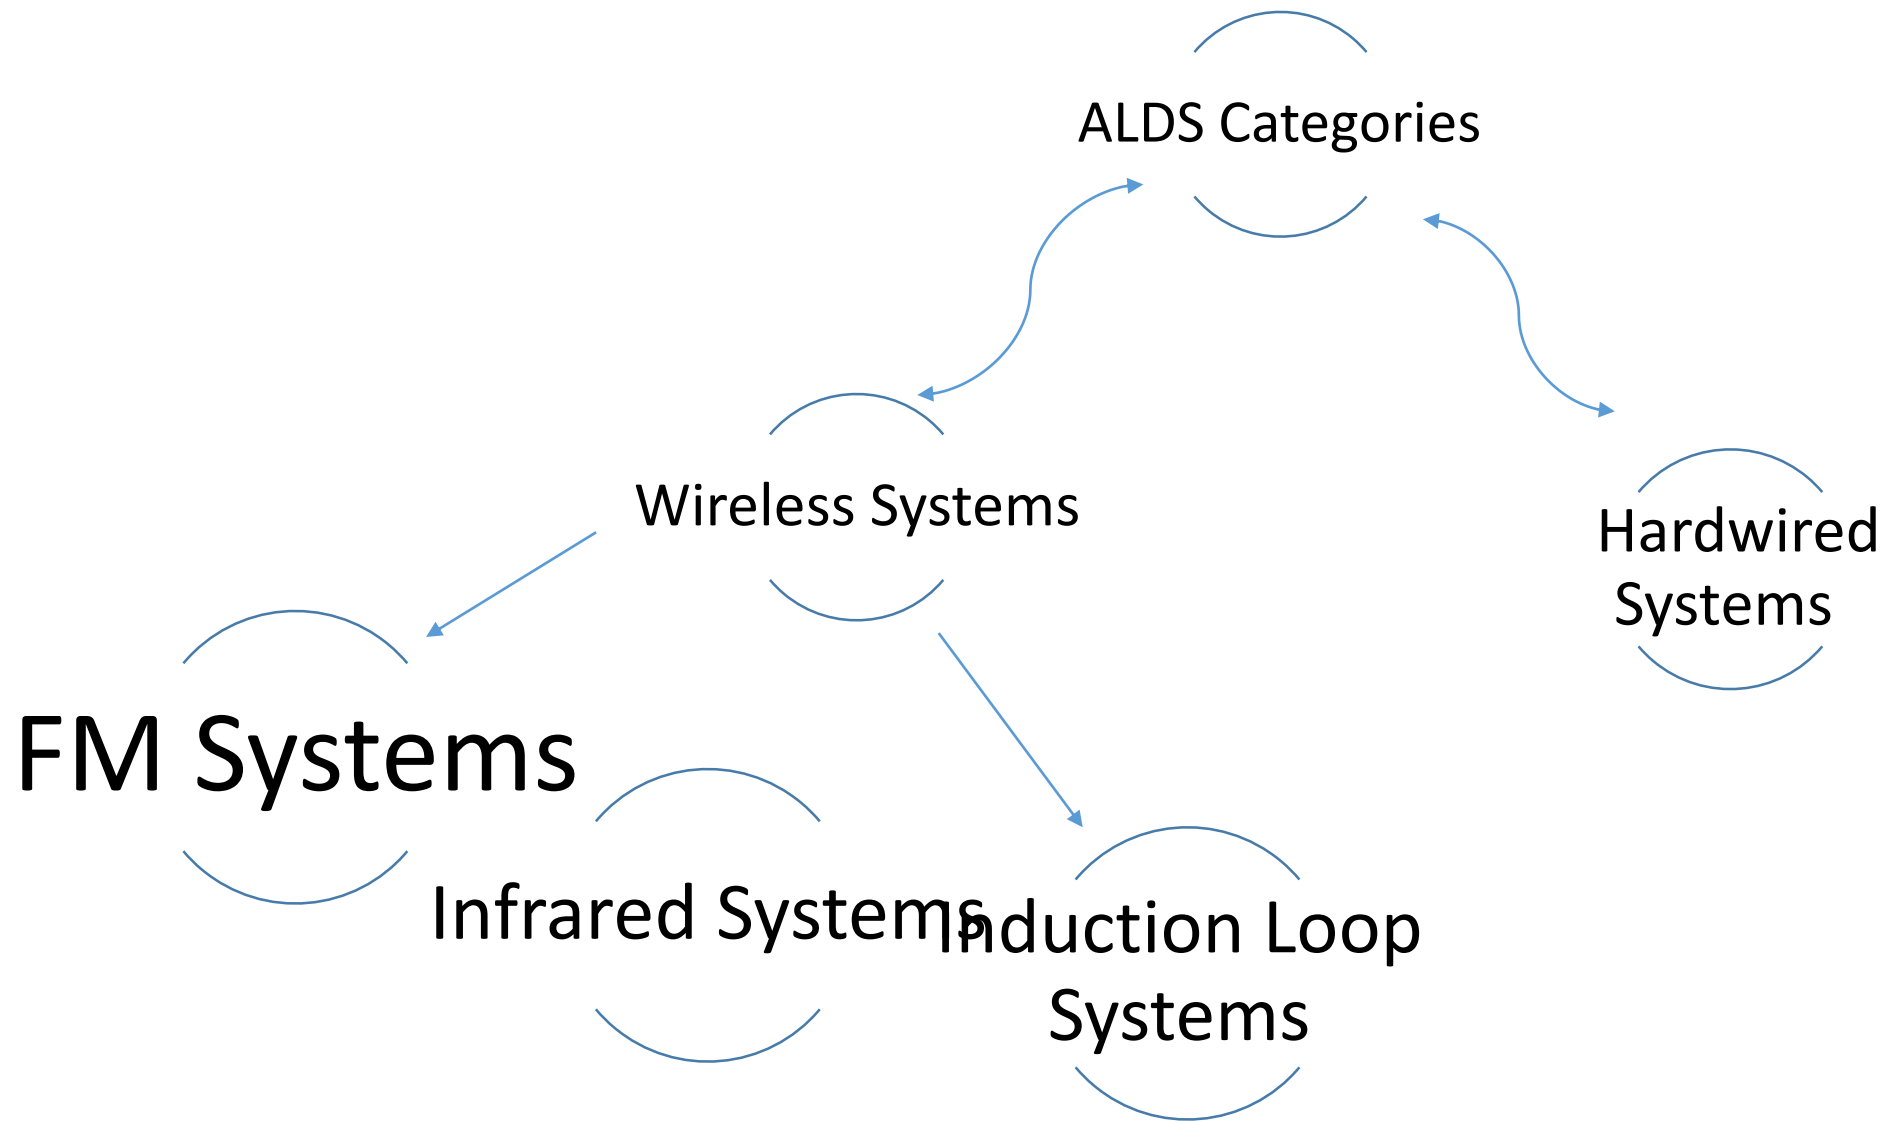 ALDS Categories
Wireless Systems
Hardwired
Systems
FM Systems
Infrared Systems
Induction Loop
Systems